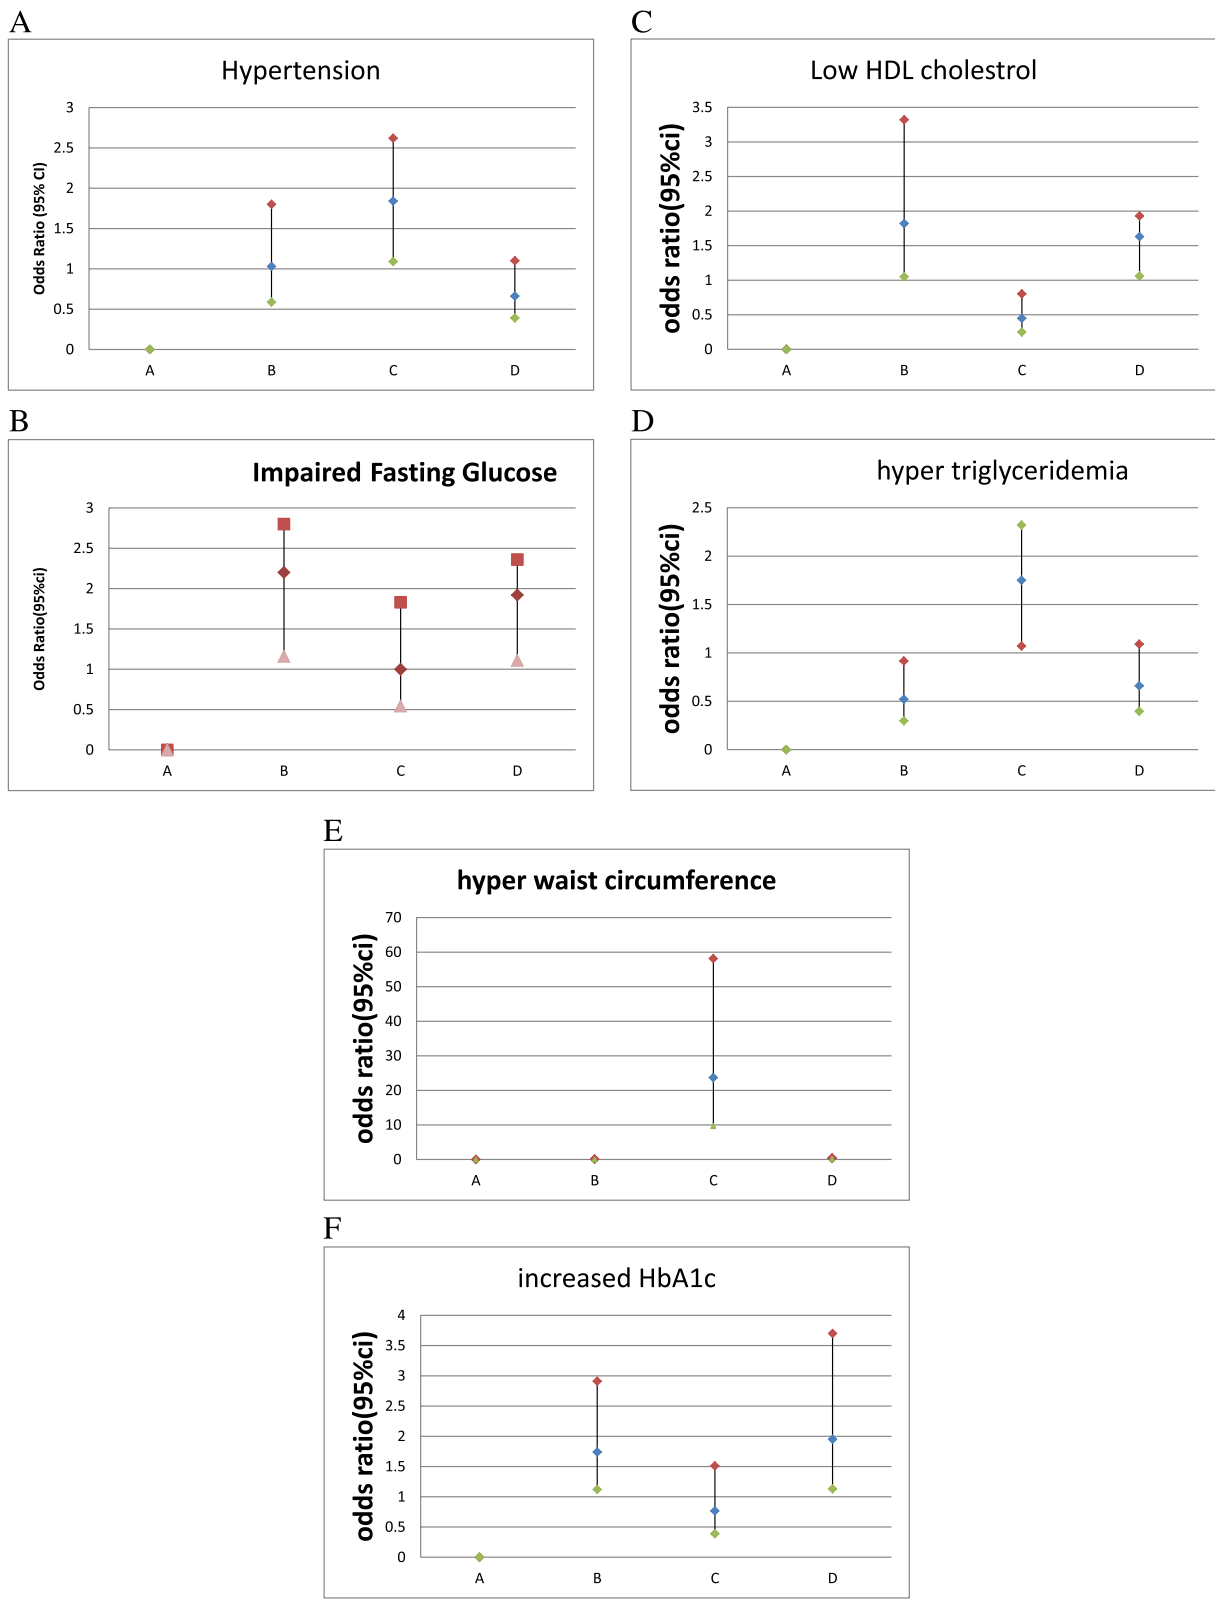 A
Hypertension
Odds Ratio (95% CI)
3
2.5
2
1.5
1
0.5
0
A B C D
C
Low HDL cholestrol
odds ratio(95%ci)
3.5
3
2.5
2
1.5
1
0.5
0
A B C D
B
Impaired Fasting Glucose
Odds Ratio(95%ci)
3
2.5
2
1.5
1
0.5
0
A B C D
D
hyper triglyceridemia
odds ratio(95%ci)
2.5
2
1.5
1
0.5
0
A B C D
E
hyper waist circumference
odds ratio(95%ci)
70
60
50
40
30
20
10
0
A B C D
F
increased HbA1c
odds ratio(95%ci)
4
3.5
3
2.5
2
1.5
1
0.5
0
A B C D